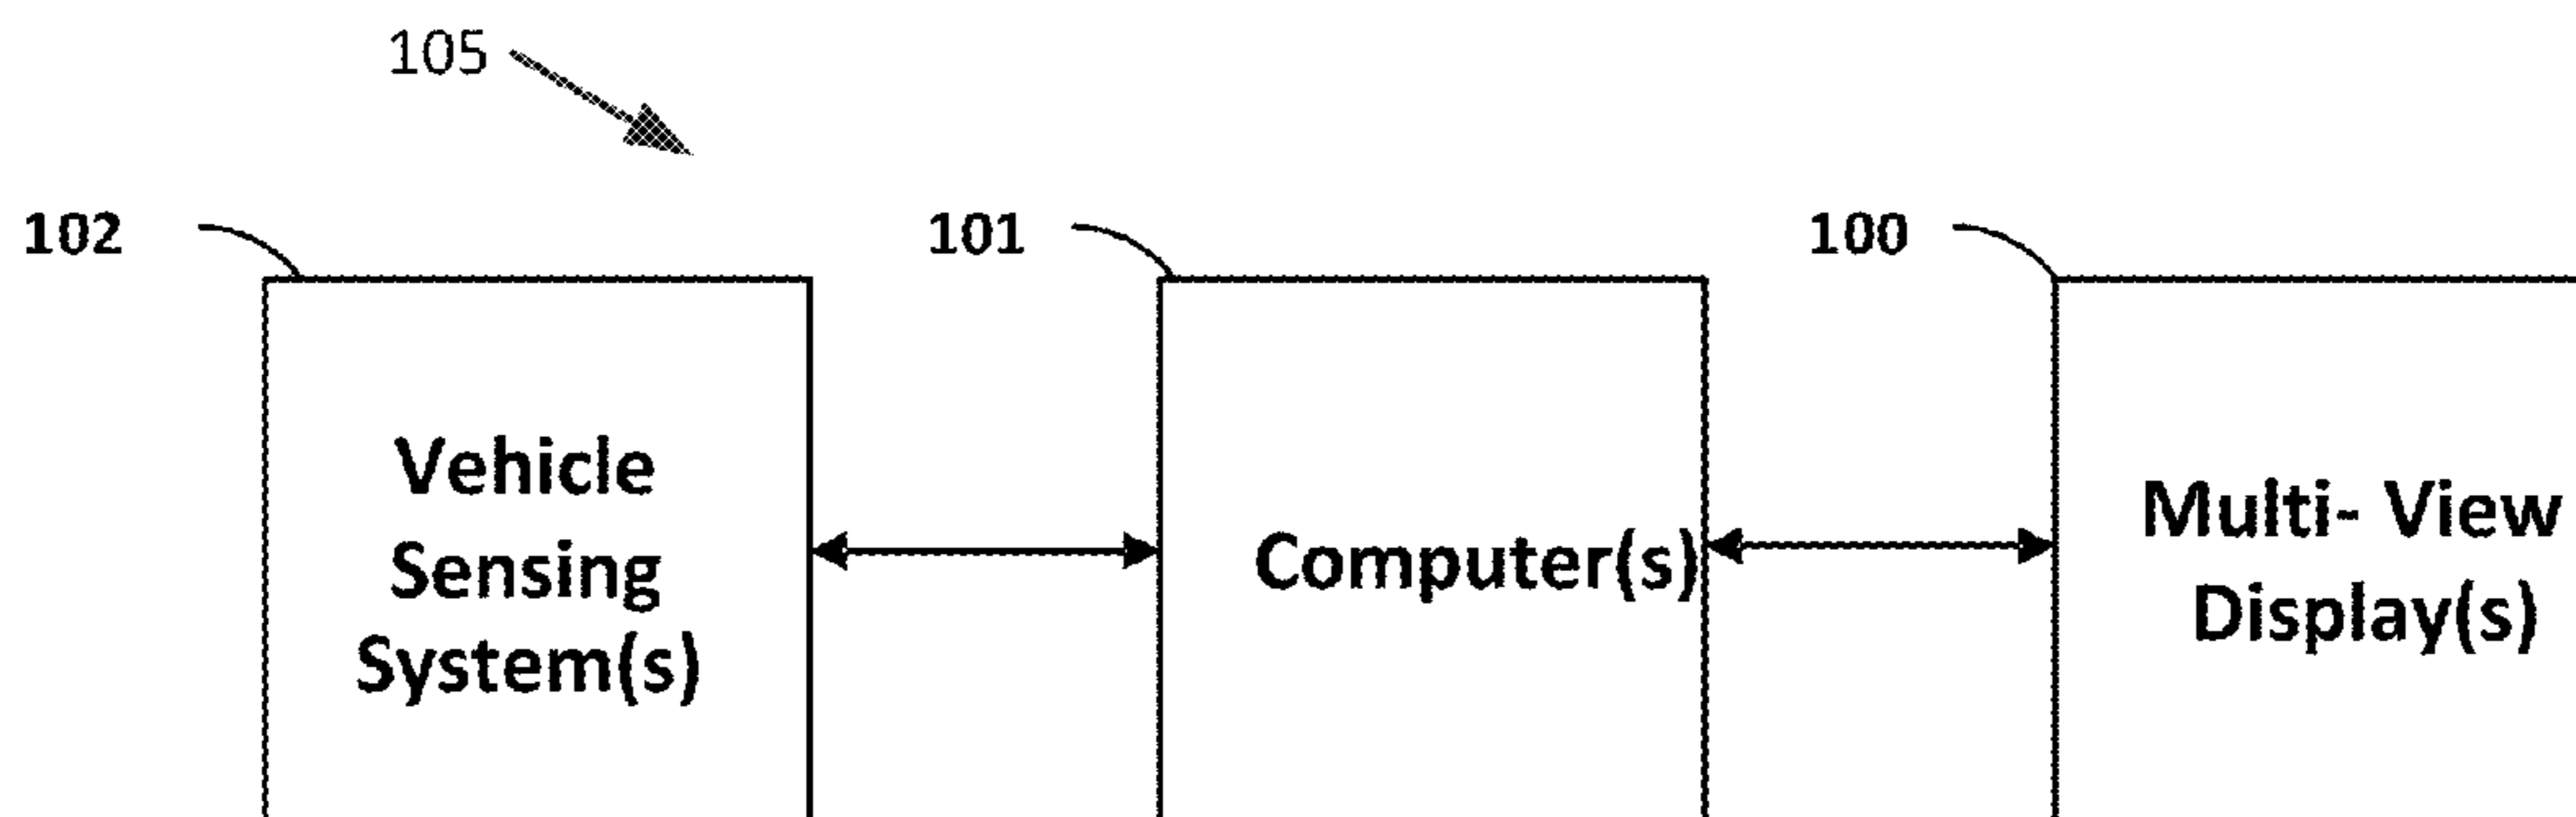 105
102
101
100
Vehicle
Sensing
System(s)
Computer(s)
Multi- View
Display(s)